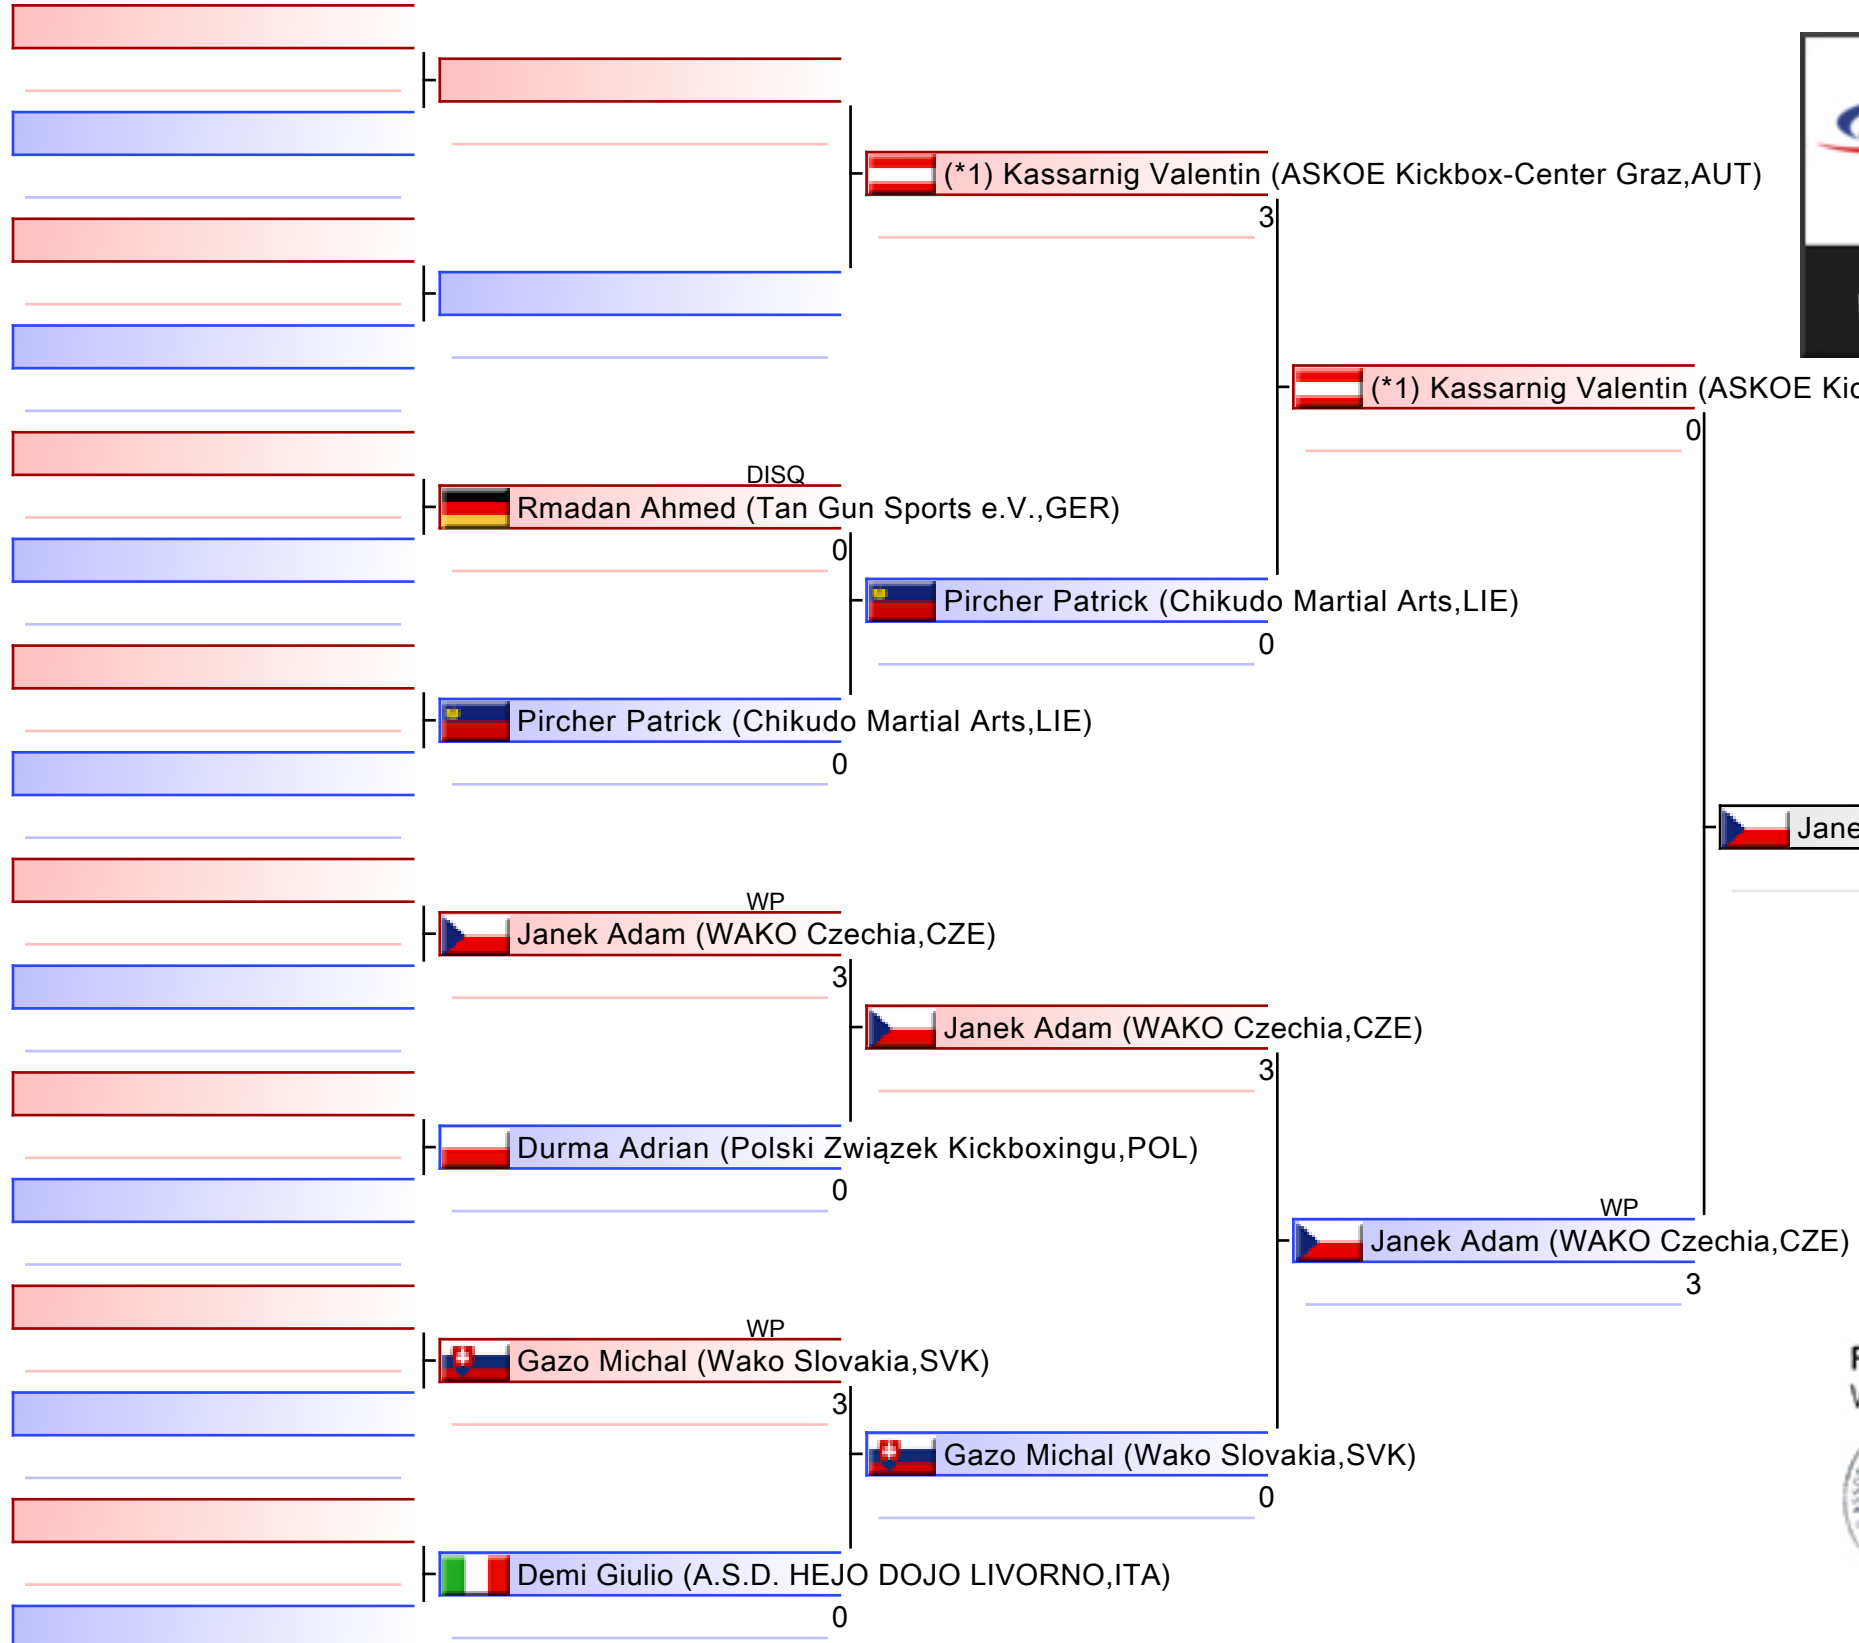 (*1) Kassarnig Valentin (ASKOE Kickbox-Center Graz,AUT)
3
(*1) Kassarnig Valentin (ASKOE Kic
0
DISQ
Rmadan Ahmed (Tan Gun Sports e.V.,GER)
0
Pircher Patrick (Chikudo Martial Arts,LIE)
0
Pircher Patrick (Chikudo Martial Arts,LIE)
0
Jane
WP
Janek Adam (WAKO Czechia,CZE)
3
Janek Adam (WAKO Czechia,CZE)
3
Durma Adrian (Polski Związek Kickboxingu,POL)
0
WP
Janek Adam (WAKO Czechia,CZE)
3
WP
Gazo Michal (Wako Slovakia,SVK)
3
Gazo Michal (Wako Slovakia,SVK)
0
Demi Giulio (A.S.D. HEJO DOJO LIVORNO,ITA)
0